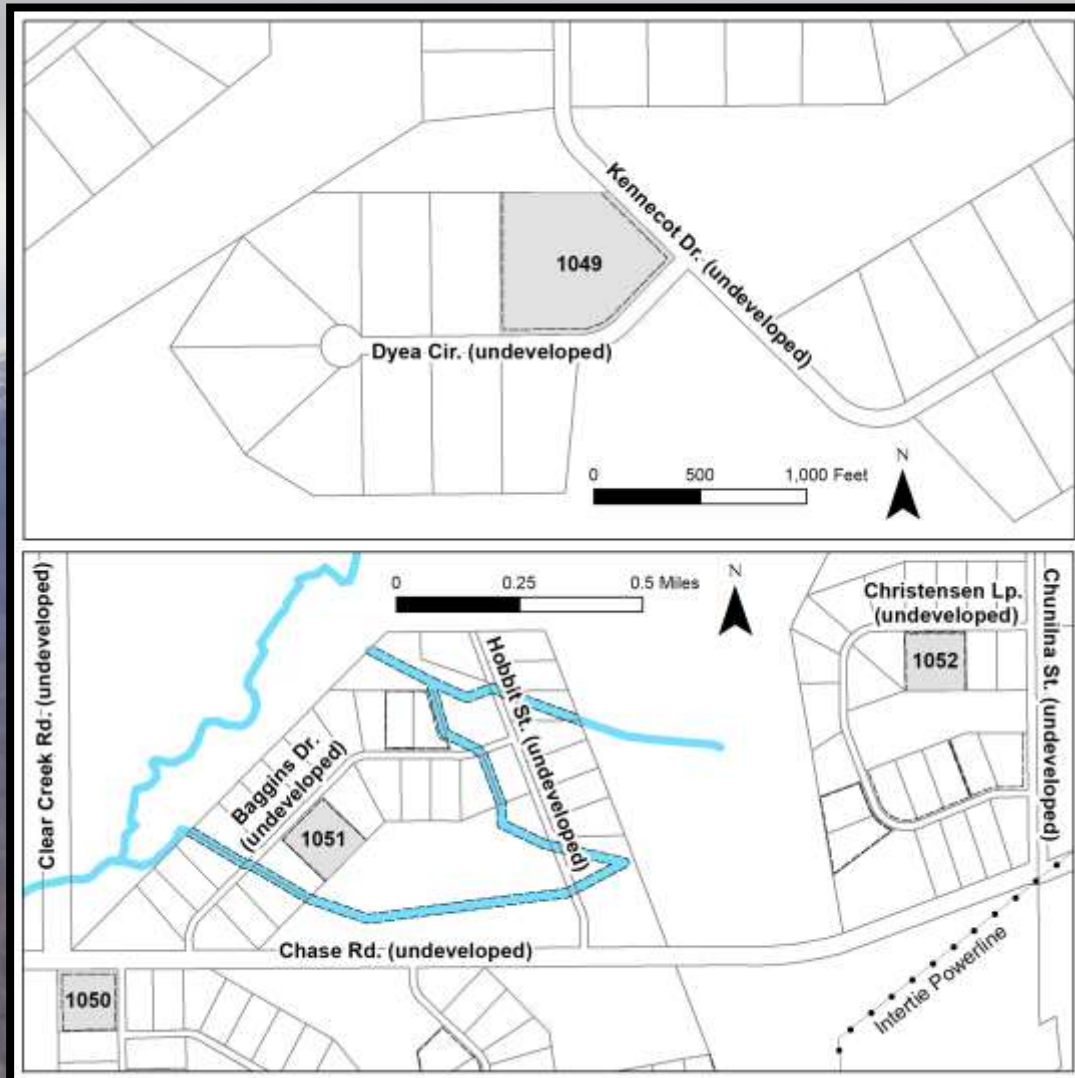 Kennecot Dr. (undeveloped)
1049
Dyea Cir. (undeveloped)
0 500 1,000 Feet
N
Clear Creek Rd. (undeveloped)
0 0.25 0.5 Miles
N
Christensen Lp.
(undeveloped)
Chunilna St. (undeveloped)
1052
Hobbit St. (undeveloped)
Baggins Dr.
(undeveloped)
1051
Chase Rd. (undeveloped)
1050
Intertie Powerline